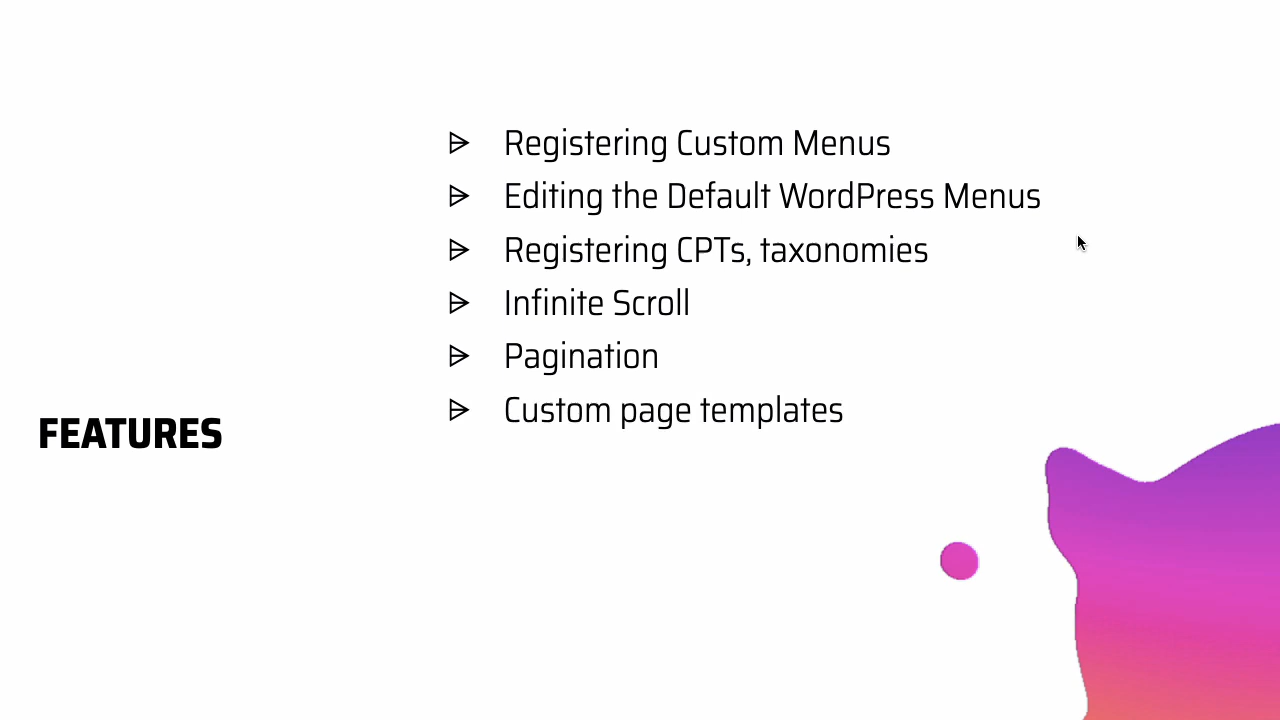 Registering Custom Menus
Editing the Default WordPress Menus
Registering CPTs, taxonomies
Infinite Scroll
Pagination
Custom page templates
FEATURES